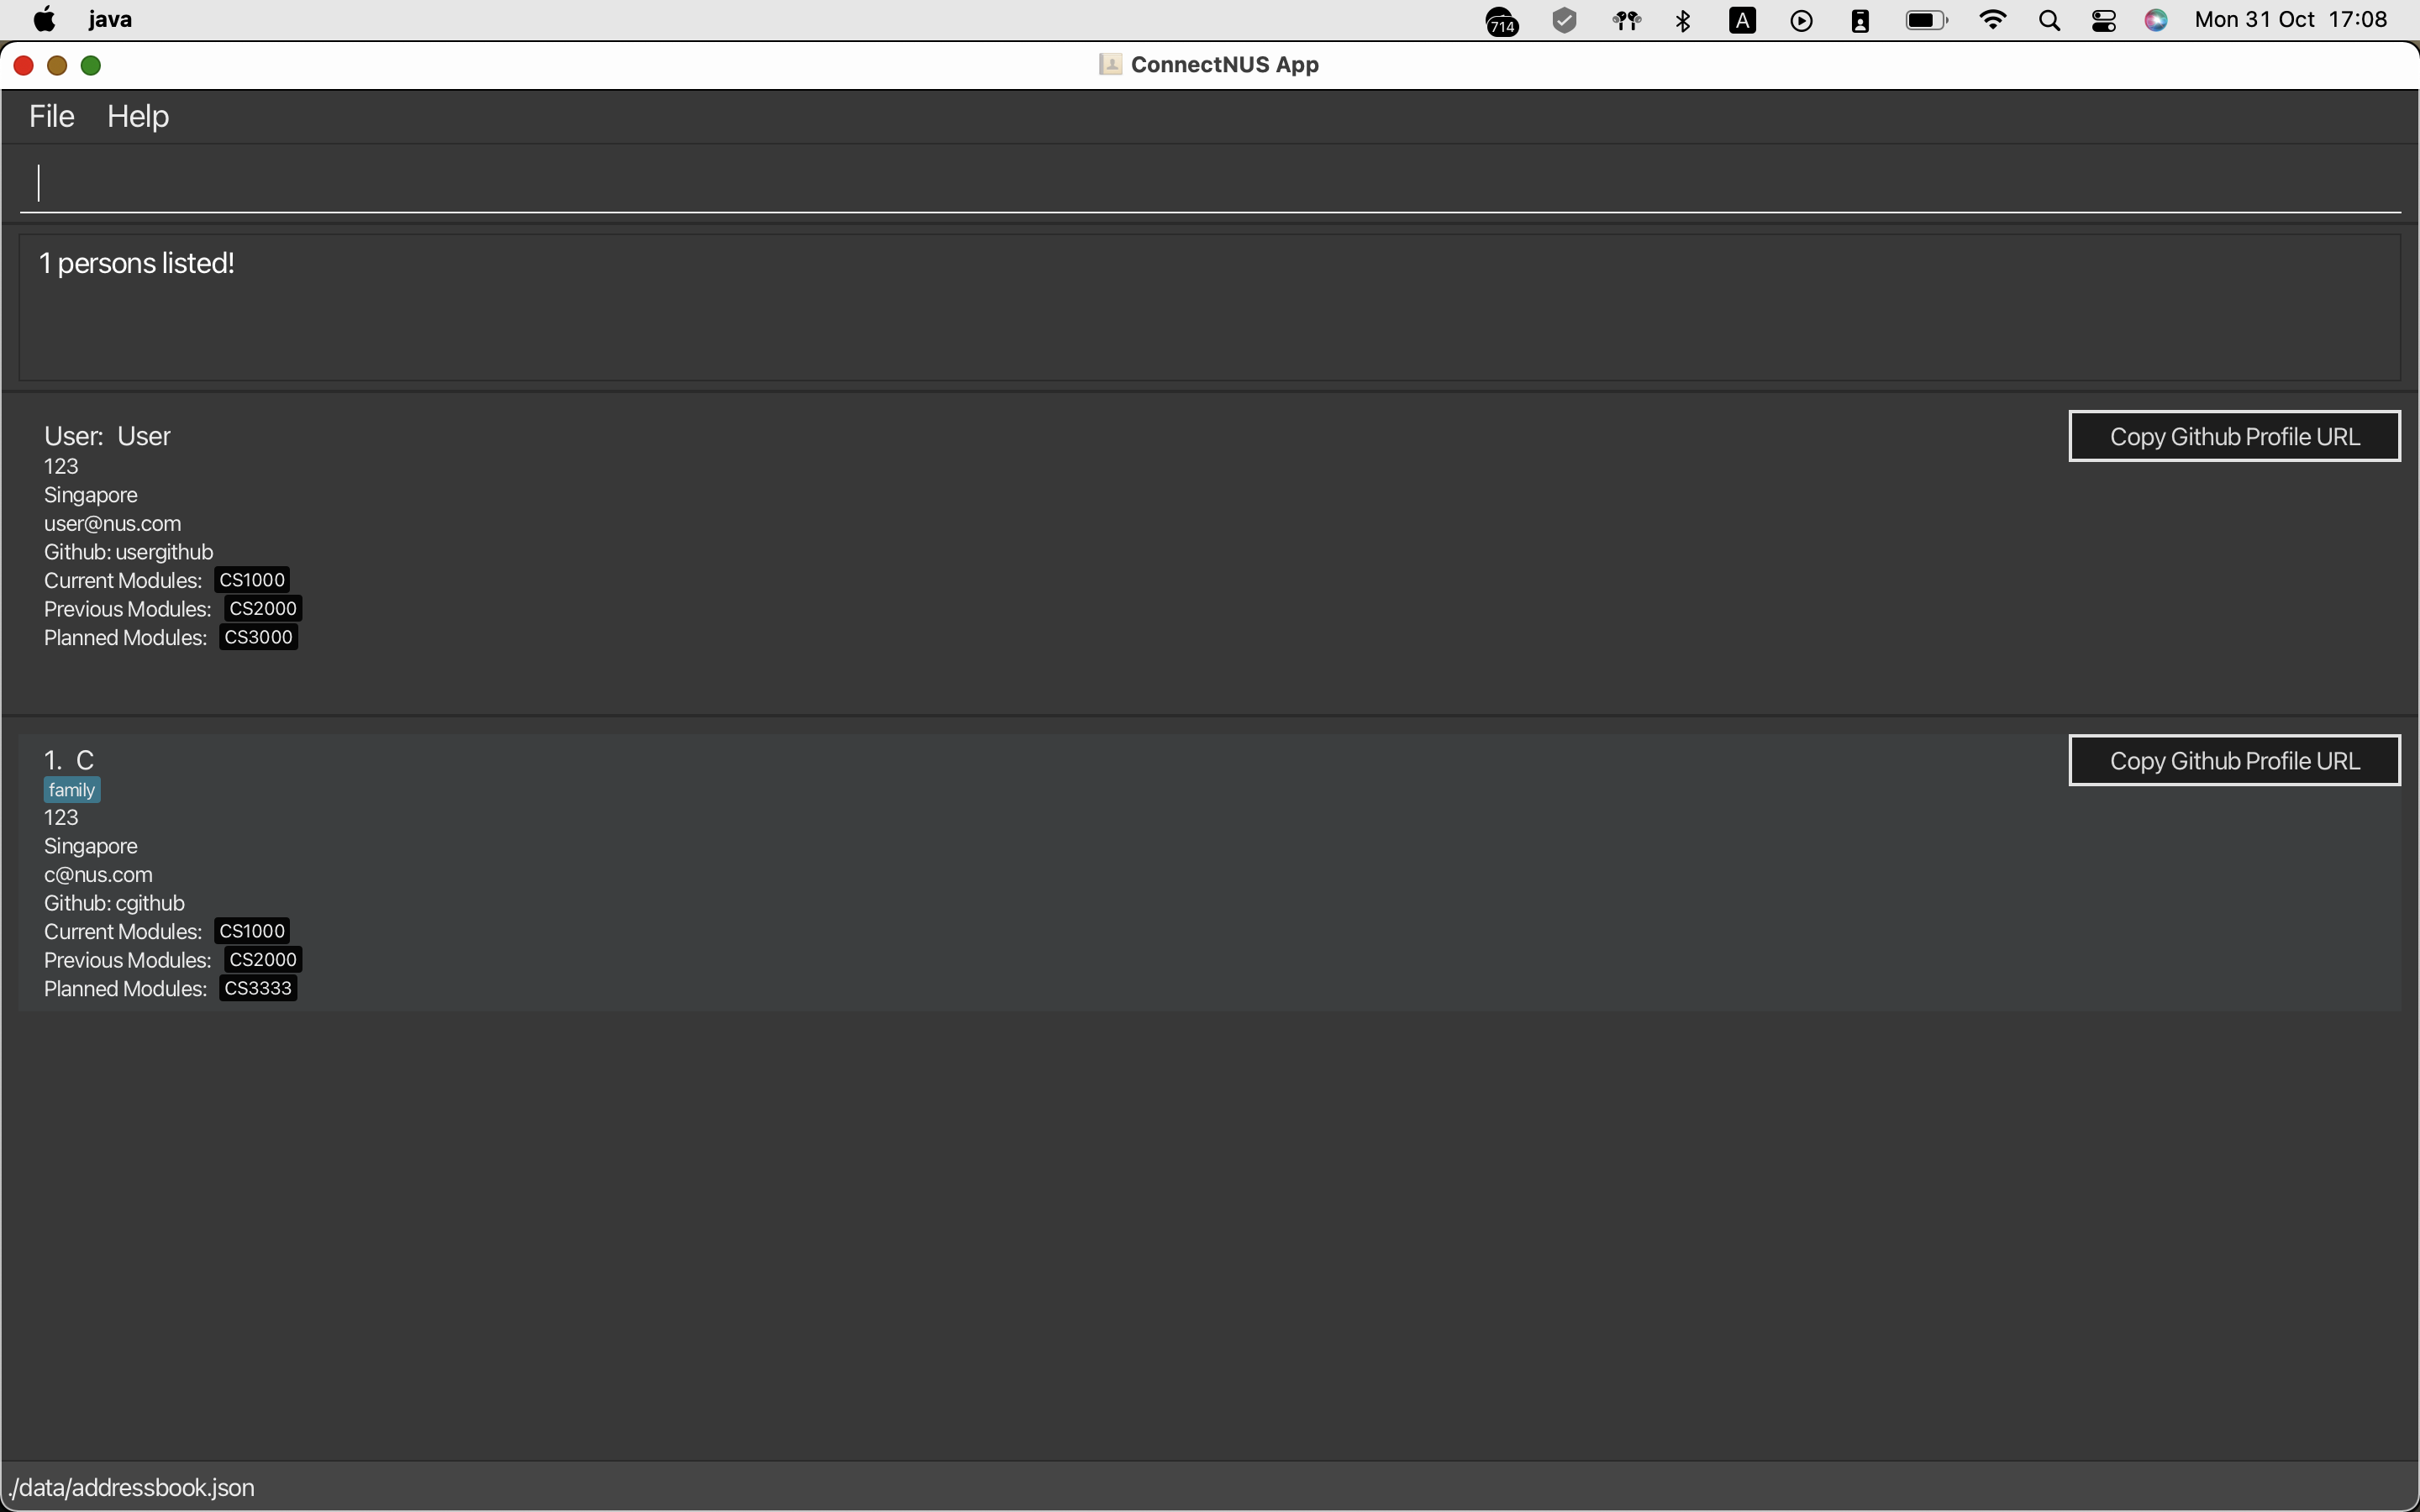 java
714
A
Mon 31 Oct 17:08
ConnectNUS App
File Help
1 persons listed!
User: User
Copy Github Profile URL
123
Singapore
user@nus.com
Github: usergithub
Current Modules: CS1000
Previous Modules: CS2000
Planned Modules: CS3000
1. C
Copy Github Profile URL
family
123
Singapore
c@nus.com
Github: cgithub
Current Modules: CS1000
Previous Modules: CS2000
Planned Modules: CS3333
./data/addressbook.json